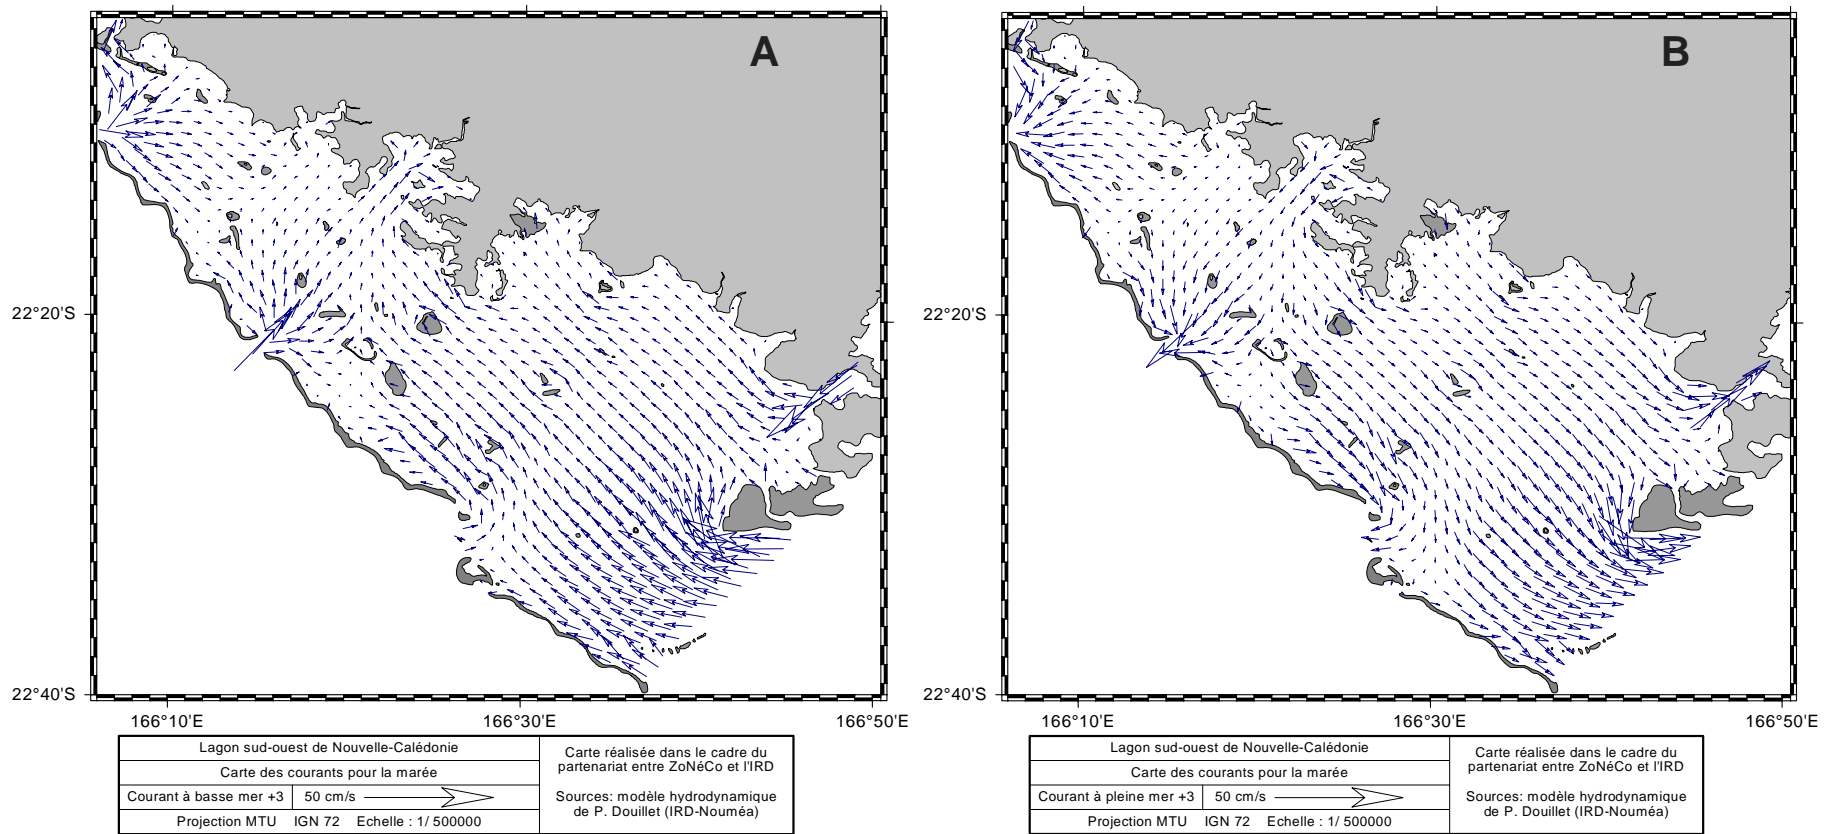 A
22°20'S
22°40'S
166°10'E
166°30'E
166°50'E
Lagon sud-ouest de Nouvelle-Calédonie
Carte des courants pour la marée
Courant à basse mer +3
50 cm/s
Projection MTU IGN 72 Echelle : 1/ 500000
Carte réalisée dans le cadre du
partenariat entre ZoNéCo et l'IRD
Sources: modèle hydrodynamique
de P. Douillet (IRD-Nouméa)
B
22°20'S
22°40'S
166°10'E
166°30'E
166°50'E
Lagon sud-ouest de Nouvelle-Calédonie
Carte des courants pour la marée
Courant à pleine mer +3
50 cm/s
Projection MTU IGN 72 Echelle : 1/ 500000
Carte réalisée dans le cadre du
partenariat entre ZoNéCo et l'IRD
Sources: modèle hydrodynamique
de P. Douillet (IRD-Nouméa)